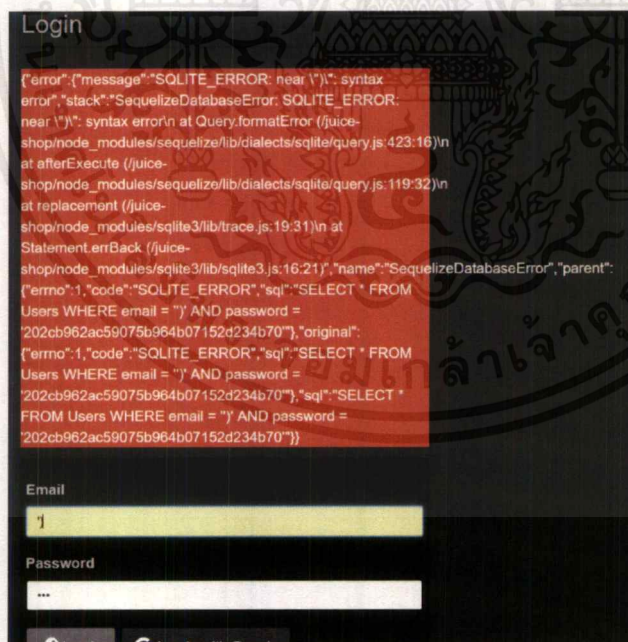 Login
{"error":{"message":"SQLITE_ERROR: near \")\": syntax
error","stack":"SequelizeDatabaseError: SQLITE_ERROR:
near \")\": syntax error\n at Query.formatError (/juice-
shop/node_modules/sequelize/lib/dialects/sqlite/query.js:423:16)\n
at afterExecute (/juice-
shop/node_modules/sequelize/lib/dialects/sqlite/query.js:119:32)\n
at replacement (/juice-
shop/node_modules/sqlite3/lib/trace.js:19:31)\n at
Statement.errBack (/juice-
shop/node_modules/sqlite3/lib/sqlite3.js:16:21)","name":"SequelizeDatabaseError","parent":
{"errno":1,"code":"SQLITE_ERROR","sql":"SELECT * FROM
Users WHERE email = '')' AND password =
'202cb962ac59075b964b07152d234b70'"},"original":
{"errno":1,"code":"SQLITE_ERROR","sql":"SELECT * FROM
Users WHERE email = '')' AND password =
'202cb962ac59075b964b07152d234b70'"},"sql":"SELECT *
FROM Users WHERE email = '')' AND password =
'202cb962ac59075b964b07152d234b70'"}}
Email
')
Password
•••